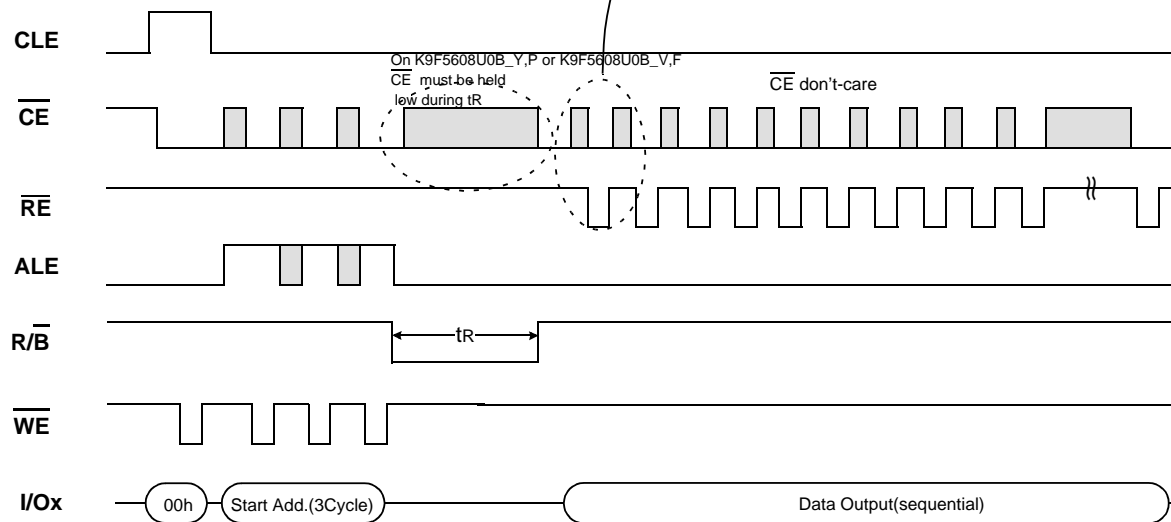 CLE
On K9F5608U0B_Y,P or K9F5608U0B_V,F
CE must be held
low during tR
CE don't-care
CE
RE
ALE
R/B
tR
WE
I/Ox
00h
Start Add.(3Cycle)
Data Output(sequential)